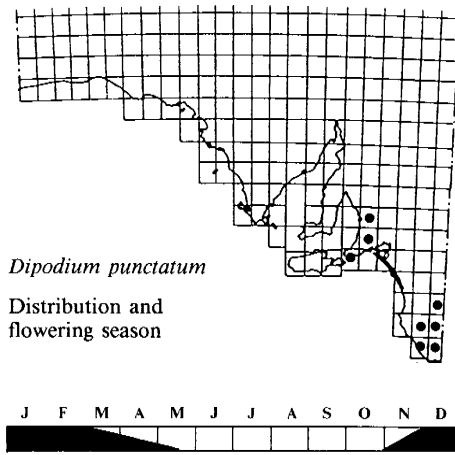 Dipodium punctatum
Distribution and
flowering season
J F M A M J J A S O N D